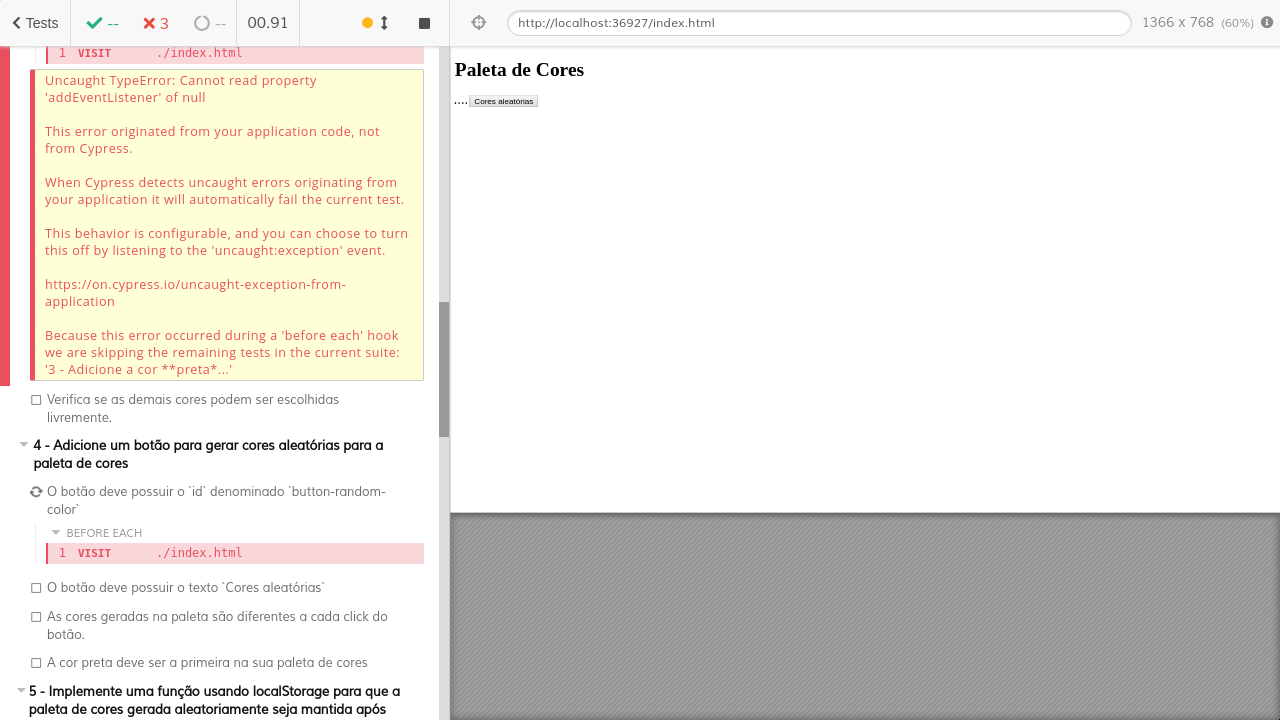 Tests
--
3
--
00.91
http://localhost:36927/index.html
1366 x 768 (60%)
1 VISIT ./index.html
Uncaught TypeError: Cannot read property
'addEventListener' of null
This error originated from your application code, not
from Cypress.
When Cypress detects uncaught errors originating from
your application it will automatically fail the current test.
This behavior is configurable, and you can choose to turn
this off by listening to the 'uncaught:exception' event.
https://on.cypress.io/uncaught-exception-from-
application
Because this error occurred during a 'before each' hook
we are skipping the remaining tests in the current suite:
'3 - Adicione a cor **preta*...'
Verifica se as demais cores podem ser escolhidas
livremente.
4 - Adicione um botão para gerar cores aleatórias para a
paleta de cores
O botão deve possuir o `id` denominado `button-random-
color`
BEFORE EACH
1 VISIT ./index.html
O botão deve possuir o texto `Cores aleatórias`
As cores geradas na paleta são diferentes a cada click do
botão.
A cor preta deve ser a primeira na sua paleta de cores
5 - Implemente uma função usando localStorage para que a
paleta de cores gerada aleatoriamente seja mantida após
Paleta de Cores
....
Cores aleatórias